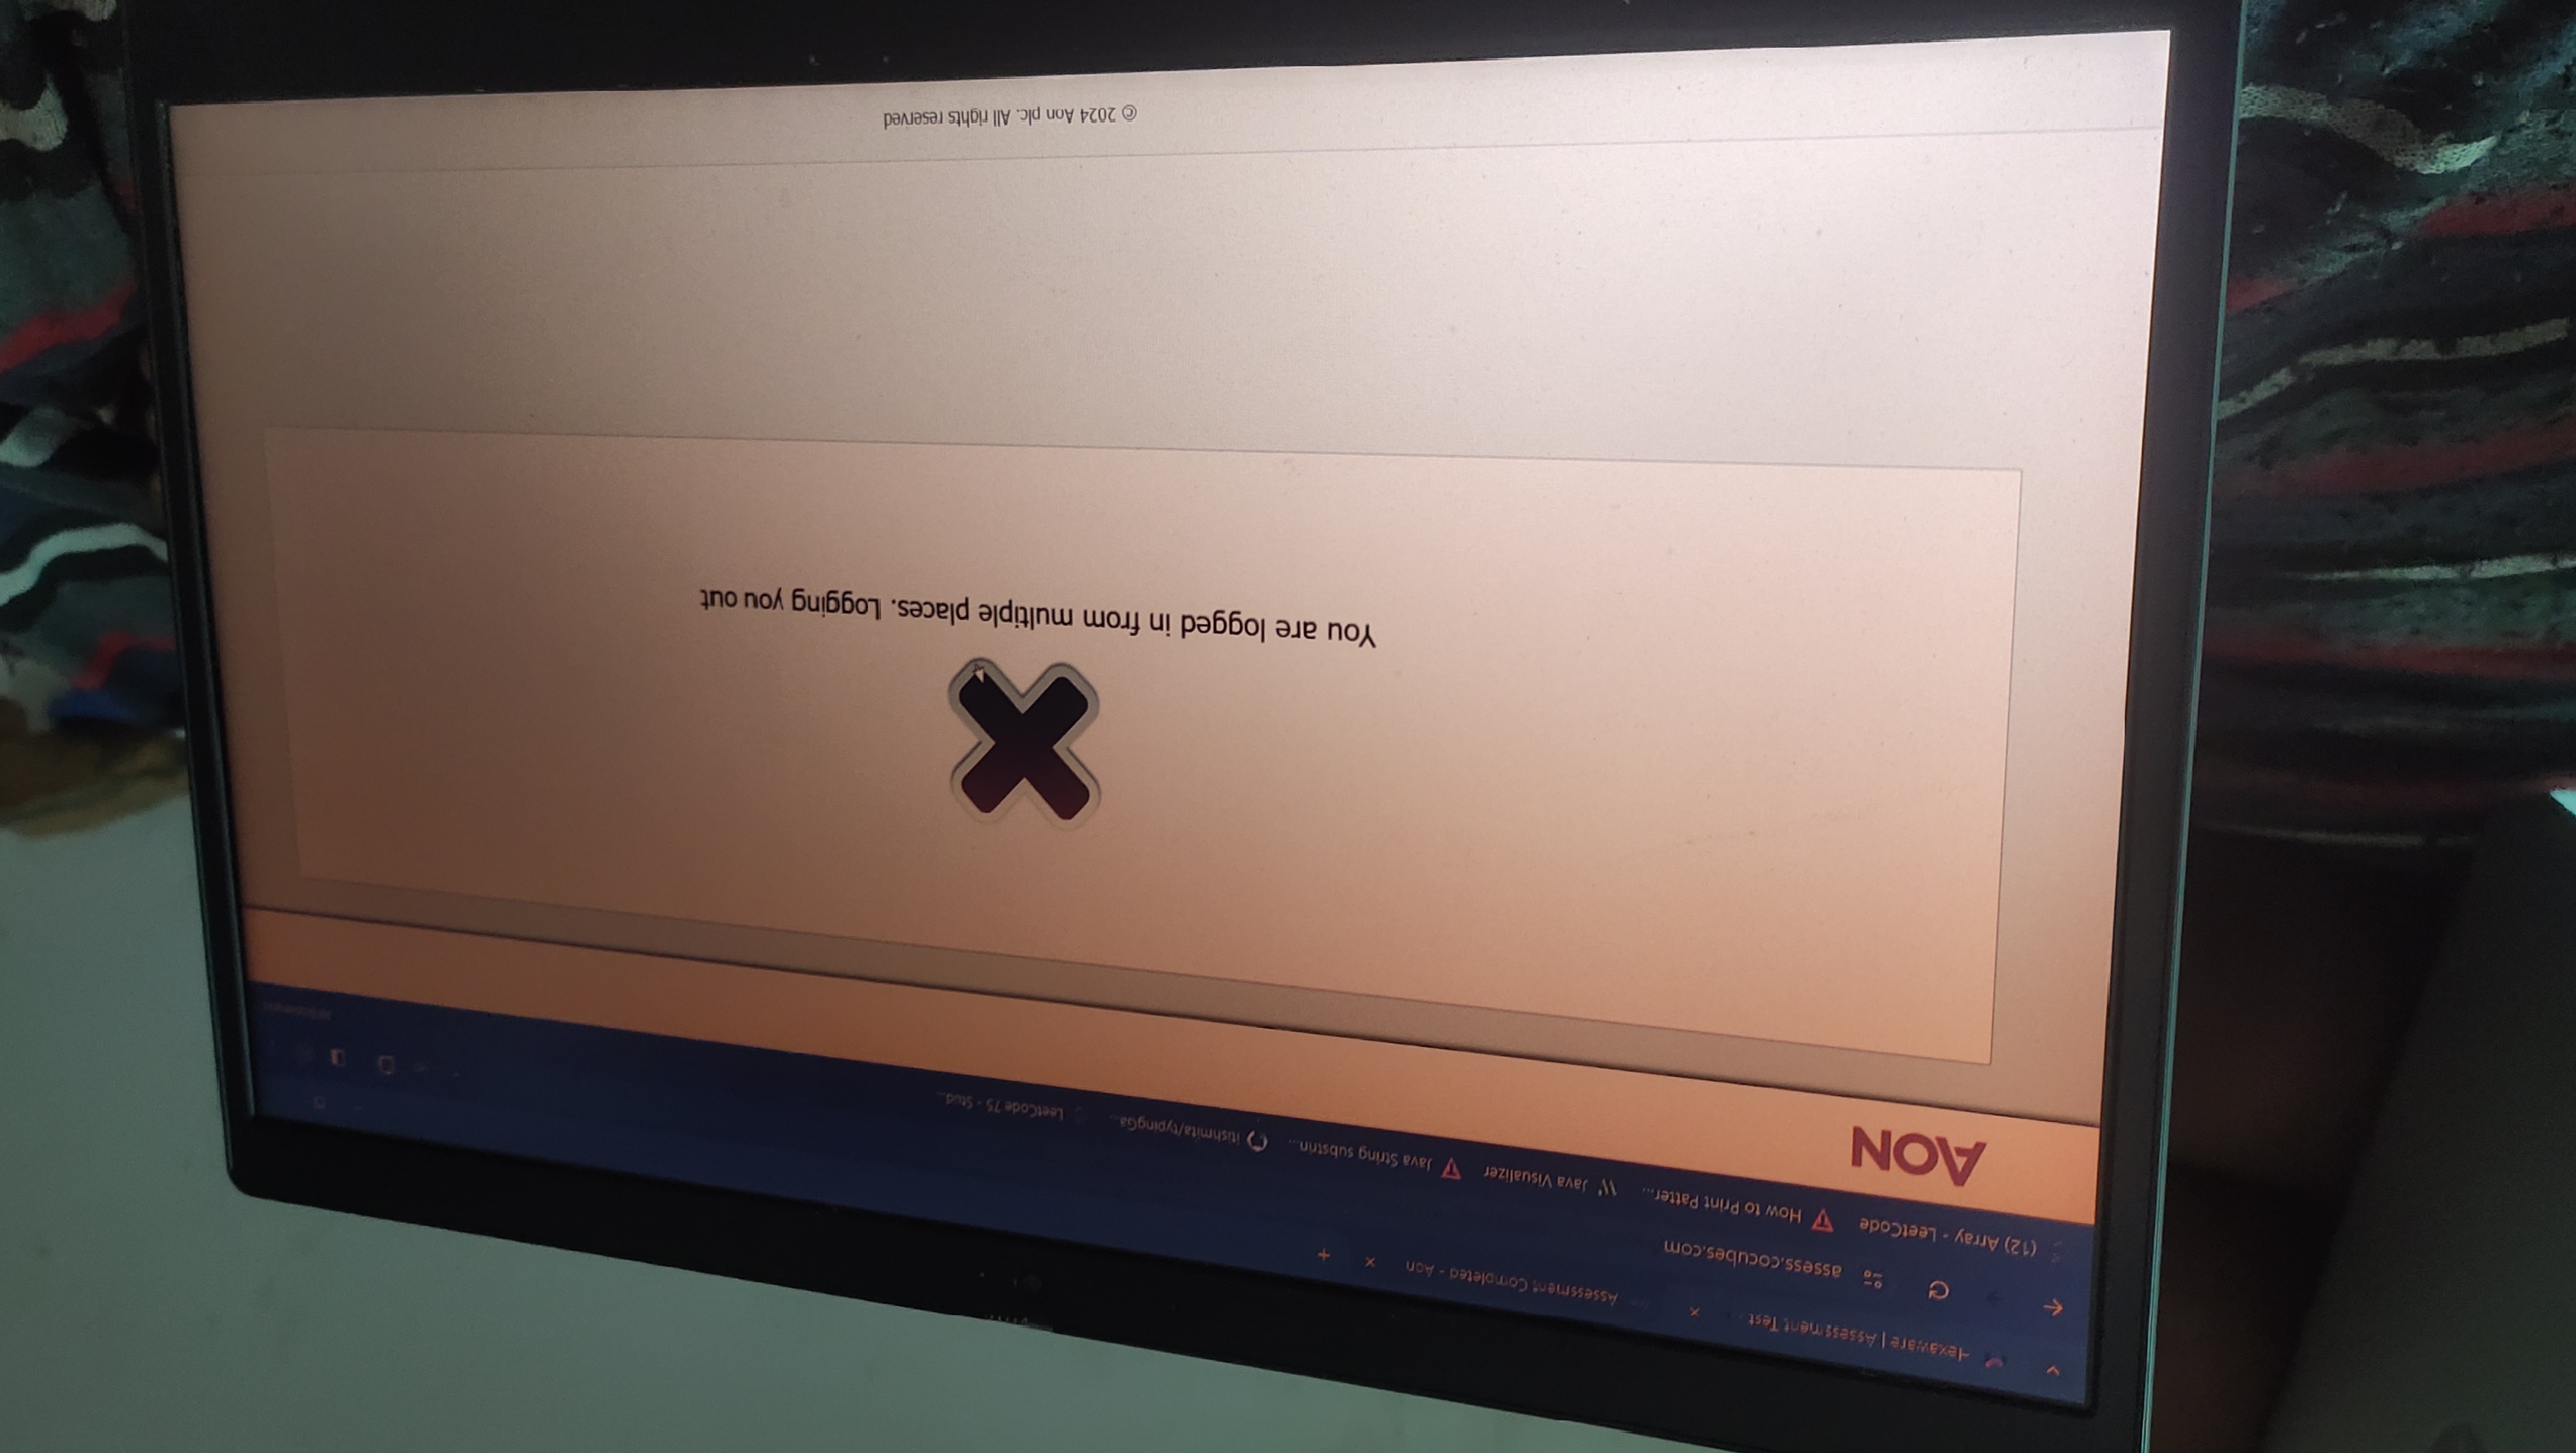 Hexaware | Assessment Test
Assessment Completed - Aon
assess.cocubes.com
(12) Array - LeetCode
How to Print Patter...
Java Visualizer
Java String substrin...
itishmita/typingGa...
LeetCode 75 - Stud...
AON
You are logged in from multiple places. Logging you out
© 2024 Aon plc. All rights reserved